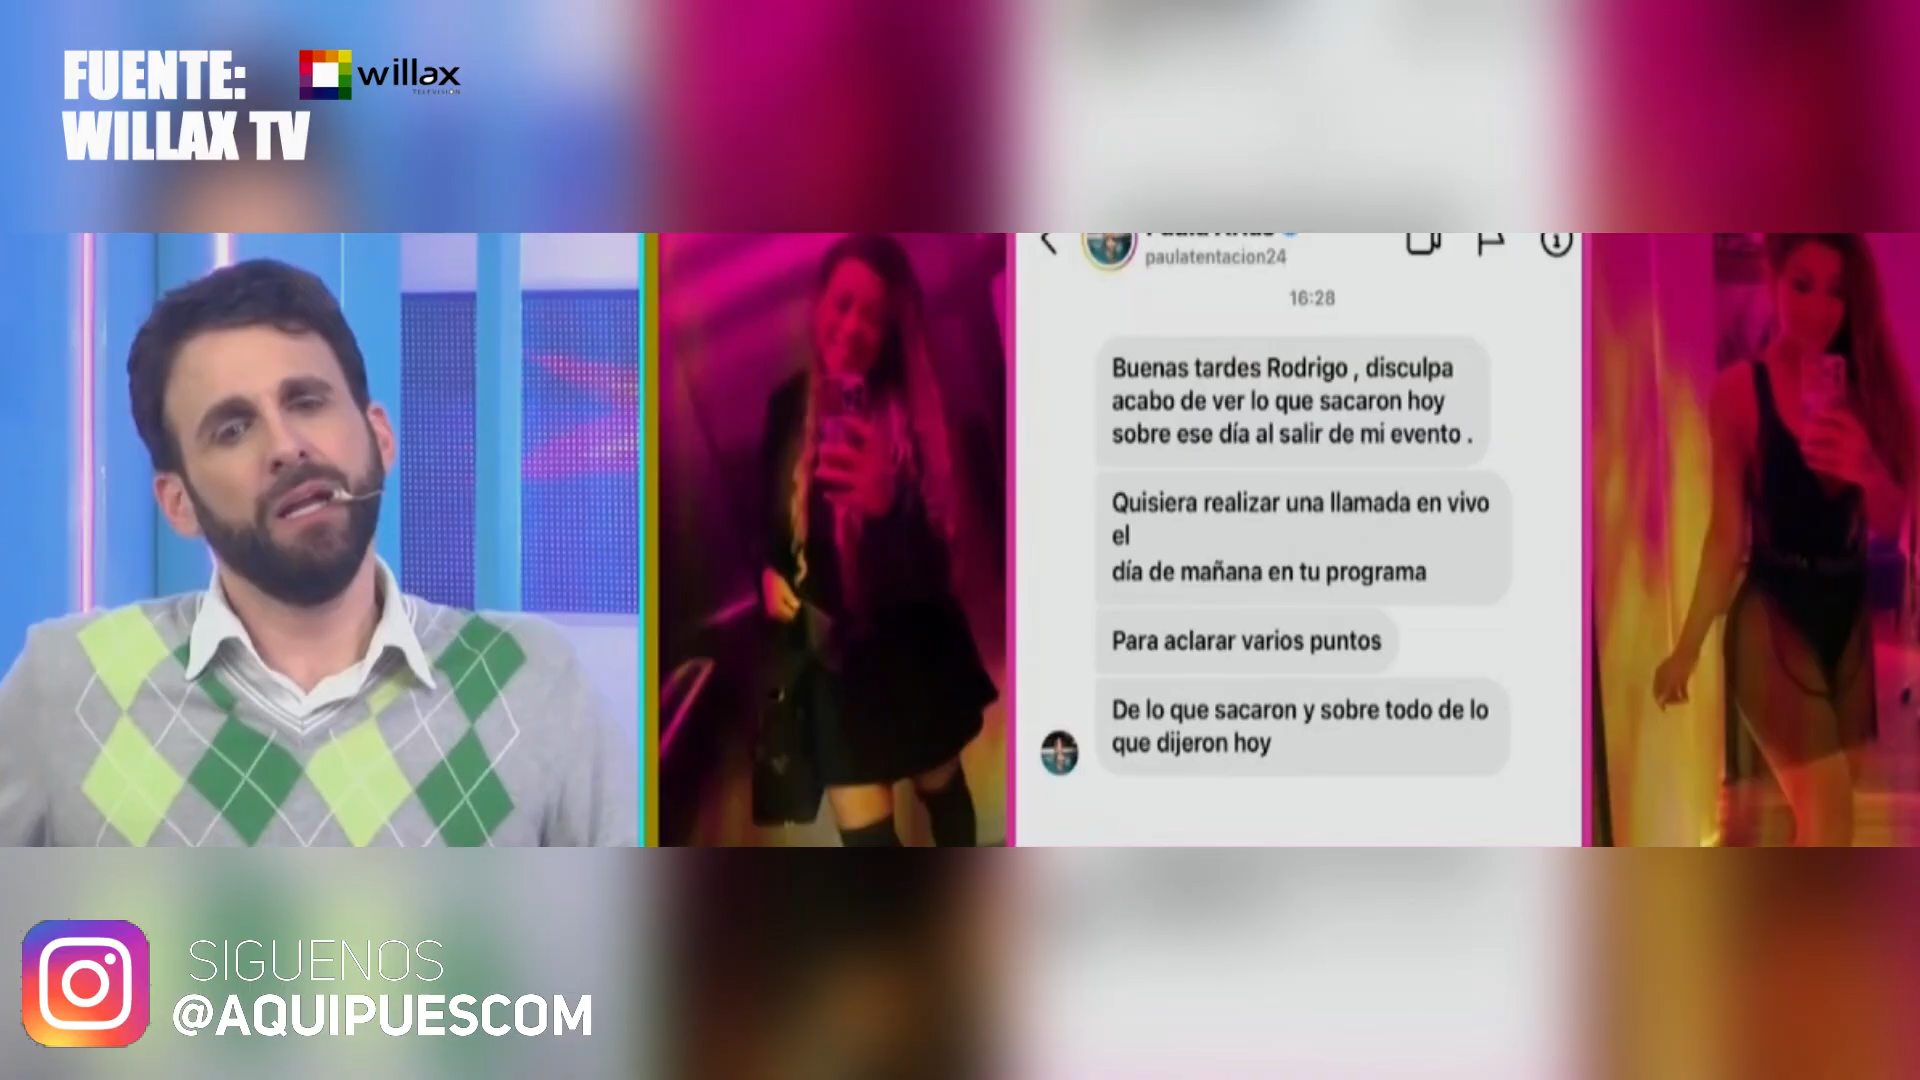 FUENTE:
WILLAX TV
willax
TELEVISIÓN
paulatentacion24
16:28
Buenas tardes Rodrigo , disculpa
acabo de ver lo que sacaron hoy
sobre ese día al salir de mi evento .
Quisiera realizar una llamada en vivo
el
día de mañana en tu programa
Para aclarar varios puntos
De lo que sacaron y sobre todo de lo
que dijeron hoy
SIGUENOS
@AQUIPUESCOM